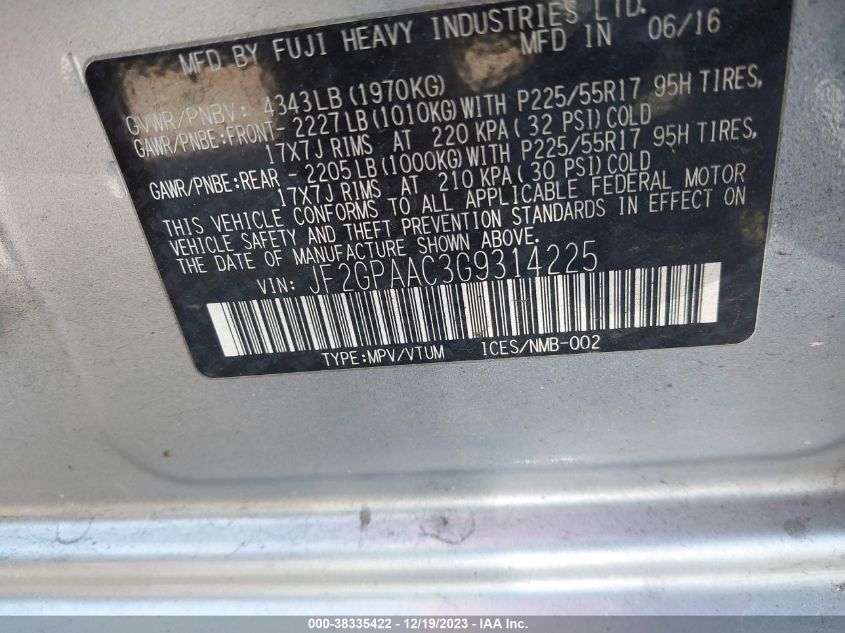 MFD BY FUJI HEAVY INDUSTRIES LTD.
MFD IN 06/16
GVWR/PNBV: 4343LB (1970KG)
GAWR/PNBE:FRONT- 2227LB(1010KG)WITH P225/55R17 95H TIRES,
17X7J RIMS AT 220 KPA( 32 PSI)COLD
GAWR/PNBE:REAR - 2205LB(1000KG)WITH P225/55R17 95H TIRES,
17X7J RIMS AT 210 KPA( 30 PSI)COLD
THIS VEHICLE CONFORMS TO ALL APPLICABLE FEDERAL MOTOR
VEHICLE SAFETY AND THEFT PREVENTION STANDARDS IN EFFECT ON
THE DATE OF MANUFACTURE SHOWN ABOVE.
VIN: JF2GPAAC3G9314225
TYPE:MPV/VTUM ICES/NMB-002
000-38335422 - 12/19/2023 - IAA Inc.